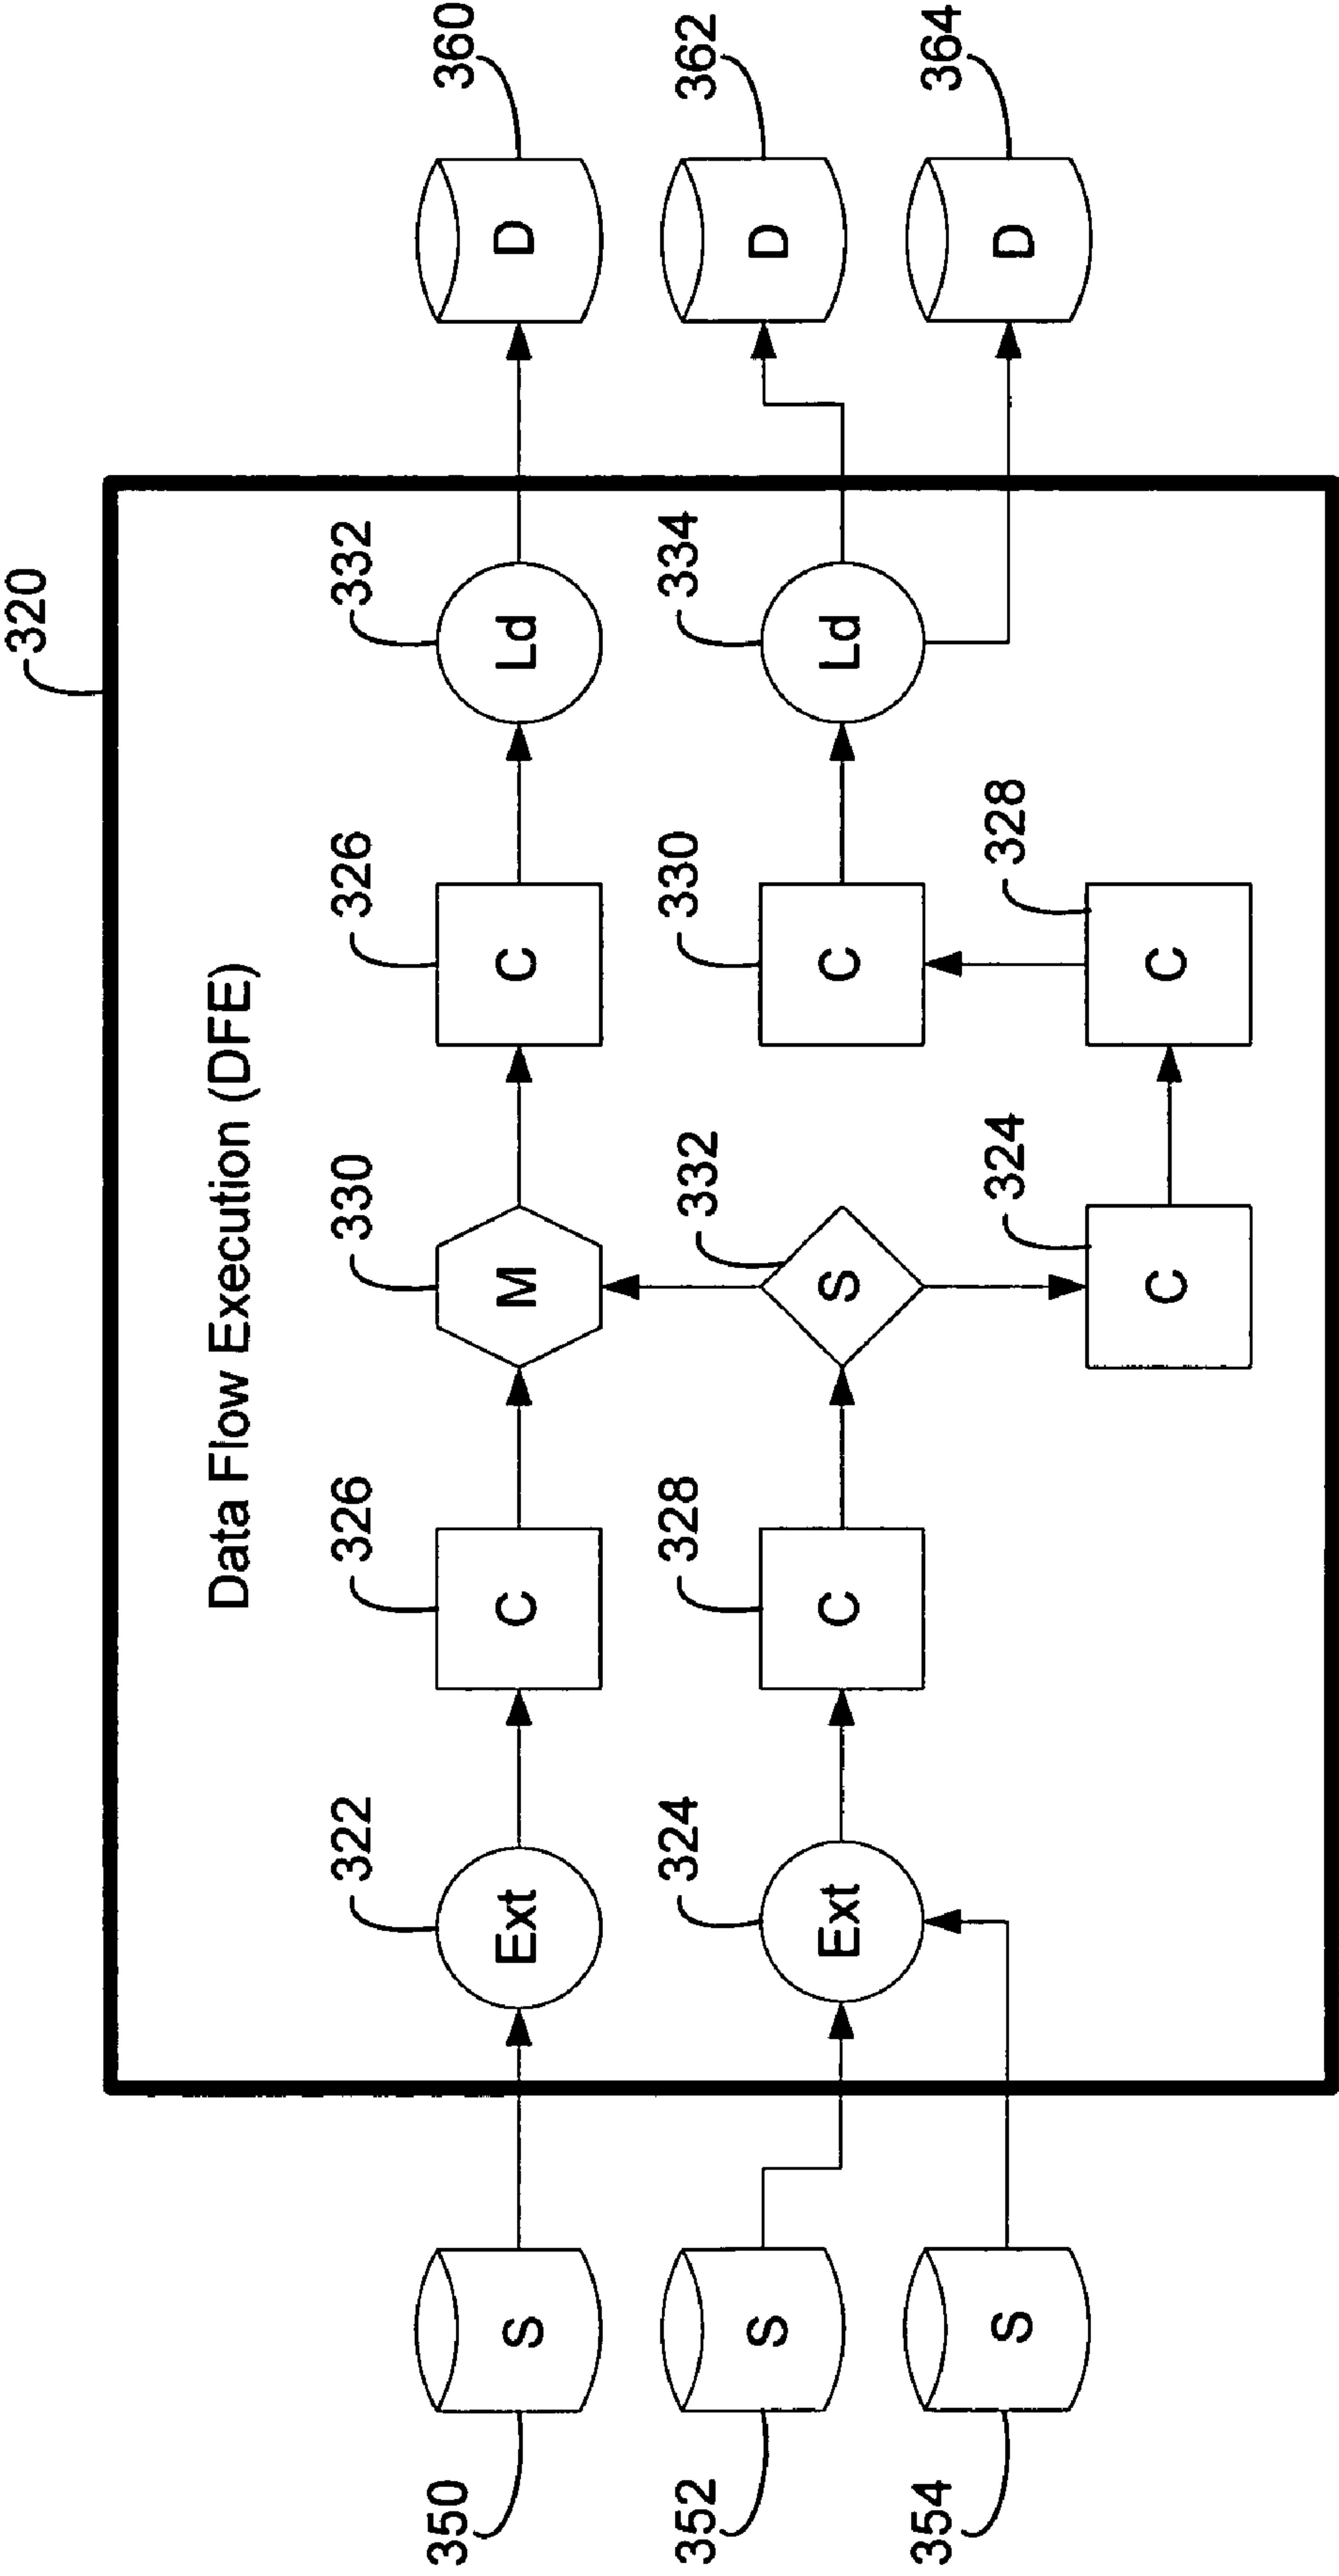 320
Data Flow Execution (DFE)
322
326
330
326
332
360
350
S
Ext
C
M
C
Ld
D
324
328
332
330
334
362
352
S
Ext
C
S
C
Ld
D
354
S
324
C
328
C
364
D